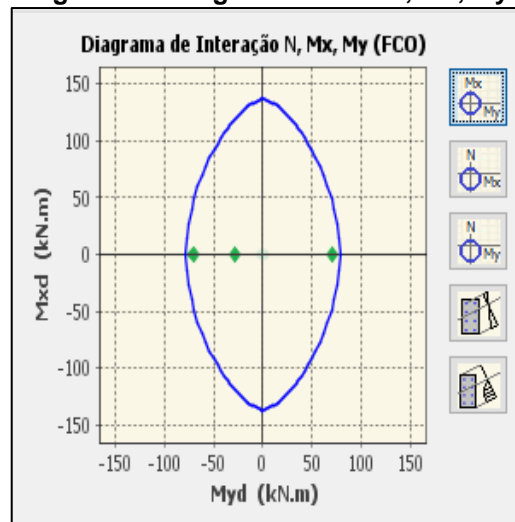 Diagrama de Interação N, Mx, My (FCO)
150
100
50
0
-50
-100
-150
Mxd (kN.m)
-150 -100 -50 0 50 100 150
Myd (kN.m)
Mx
My
N
Mx
N
My